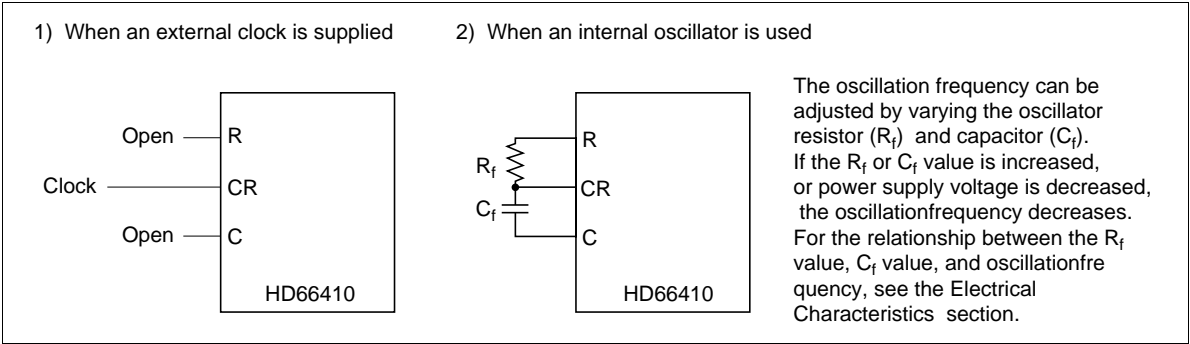 1) When an external clock is supplied
Open
R
Clock
CR
Open
C
HD66410
2) When an internal oscillator is used
R
Rf
CR
Cf
C
HD66410
The oscillation frequency can be
adjusted by varying the oscillator
resistor (Rf) and capacitor (Cf).
If the Rf or Cf value is increased,
or power supply voltage is decreased,
the oscillationfrequency decreases.
For the relationship between the Rf
value, Cf value, and oscillationfre
quency, see the Electrical
Characteristics section.